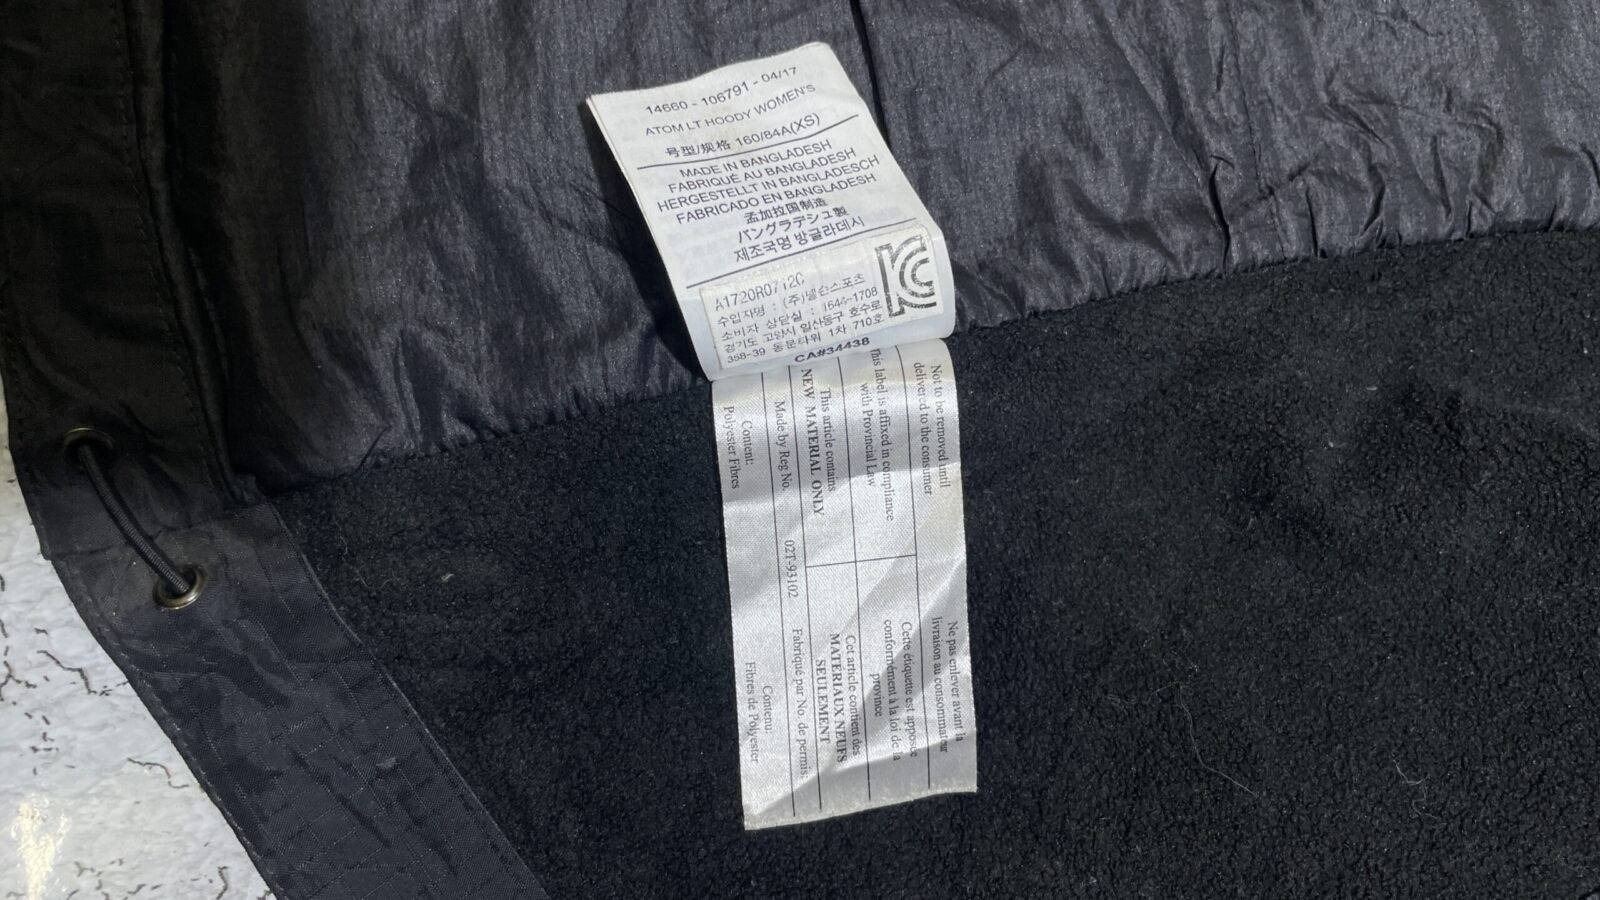 14660 - 106791 - 04/17
ATOM LT HOODY WOMEN'S
号型/规格 160/84A(XS)
MADE IN BANGLADESH
FABRIQUÉ AU BANGLADESH
HERGESTELLT IN BANGLADESCH
FABRICADO EN BANGLADESH
孟加拉国制造
バングラデシュ製
제조국명 방글라데시
A1720R0712C
수입자명 : (주)넬슨스포츠
소비자 상담실 : 1544-1708
경기도 고양시 일산동구 호수로
358-39 동문타워 1차 710호
CA#34438
Not to be removed until
delivered to the consumer
This label is affixed in compliance
with Provincial Law
This article contains
NEW MATERIAL ONLY
Made by Reg No. 02T-93102
Content:
Polyester Fibres
Ne pas enlever avant la
livraison au consommateur
Cette étiquette est apposée
conformément à la loi de la
province
Cet article contient des
MATERIAUX NEUFS
SEULEMENT
Fabriqué par No. de permis:
Contenu:
Fibres de Polyester